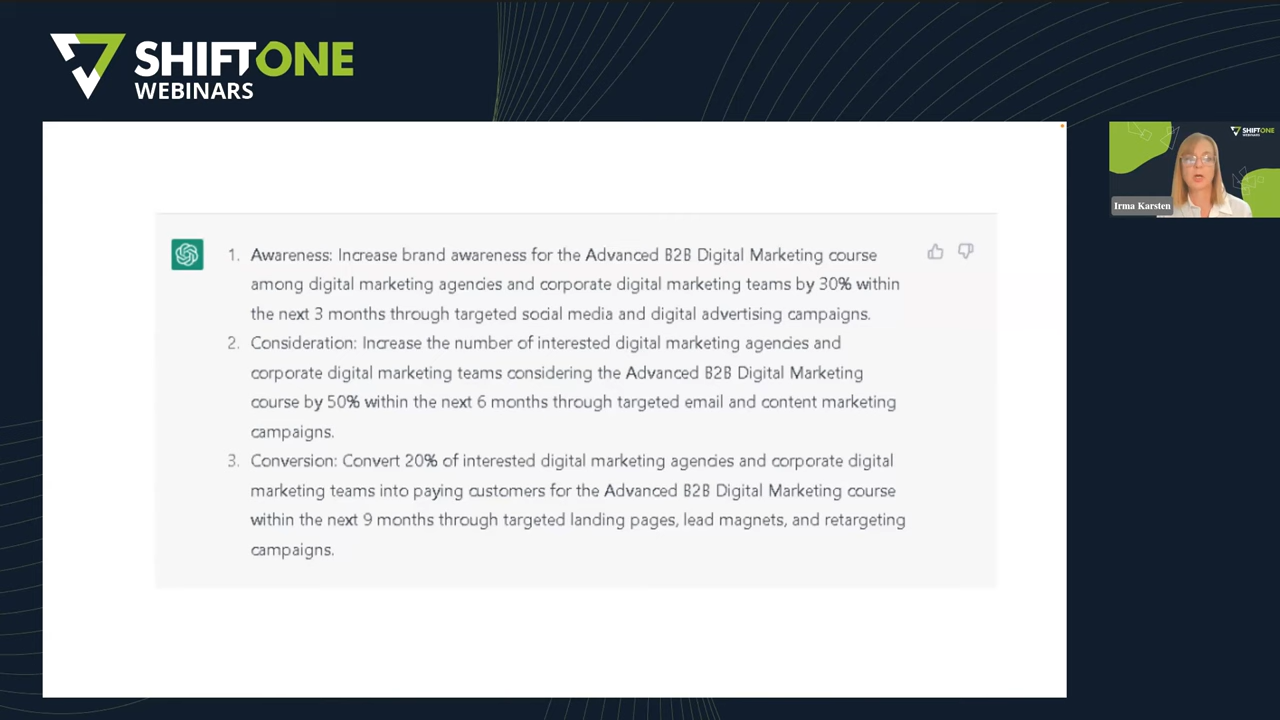 SHIFTONE
WEBINARS
SHIFTONE
WEBINARS
Irma Karsten
1. Awareness: Increase brand awareness for the Advanced B2B Digital Marketing course
among digital marketing agencies and corporate digital marketing teams by 30% within
the next 3 months through targeted social media and digital advertising campaigns.
2. Consideration: Increase the number of interested digital marketing agencies and
corporate digital marketing teams considering the Advanced B2B Digital Marketing
course by 50% within the next 6 months through targeted email and content marketing
campaigns.
3. Conversion: Convert 20% of interested digital marketing agencies and corporate digital
marketing teams into paying customers for the Advanced B2B Digital Marketing course
within the next 9 months through targeted landing pages, lead magnets, and retargeting
campaigns.